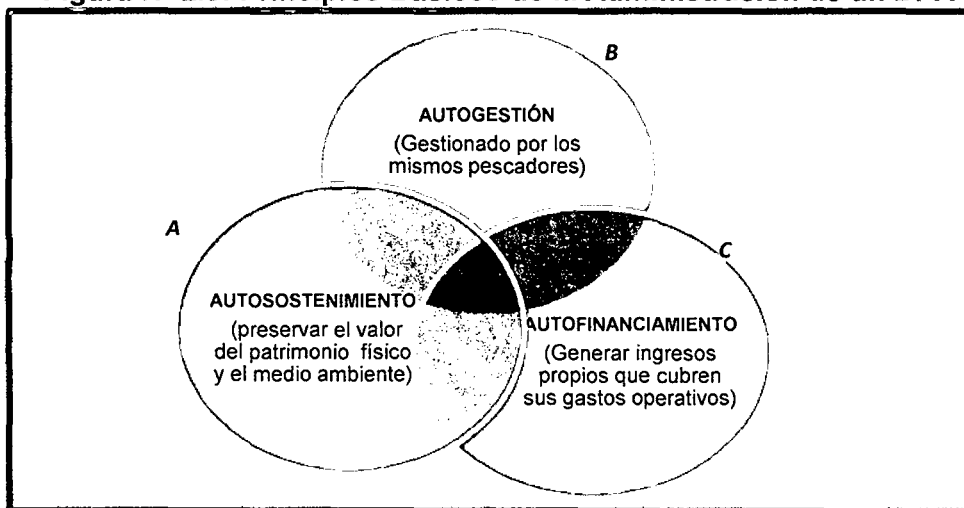 B
AUTOGESTIÓN
(Gestionado por los
mismos pescadores)
A
C
AUTOSOSTENIMIENTO
(preservar el valor
del patrimonio físico
y el medio ambiente)
AUTOFINANCIAMIENTO
(Generar ingresos
propios que cubren
sus gastos operativos)